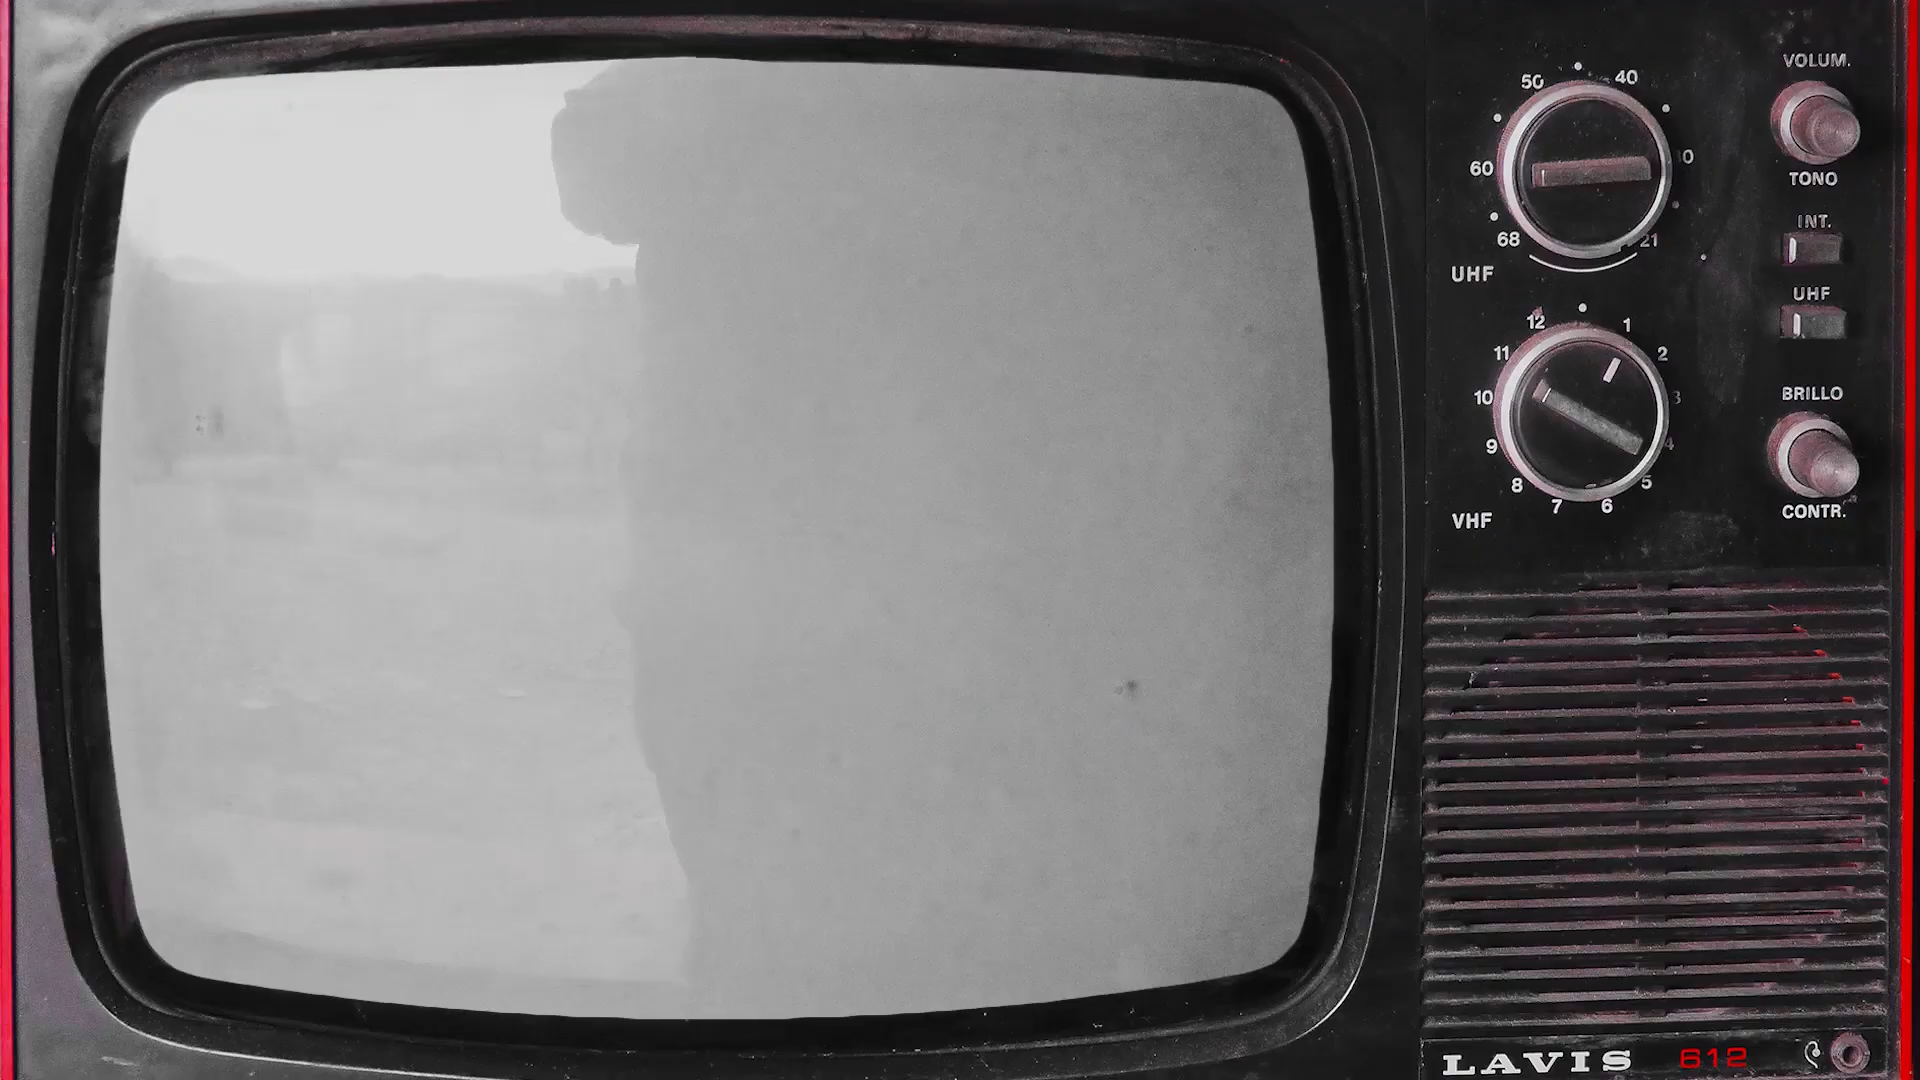 VOLUM.
50 40
60 30
TONO
68 21
INT.
UHF
UHF
12 1
11 2
10 3
BRILLO
9 4
8 5
7 6
VHF
CONTR.
LAVIS 612